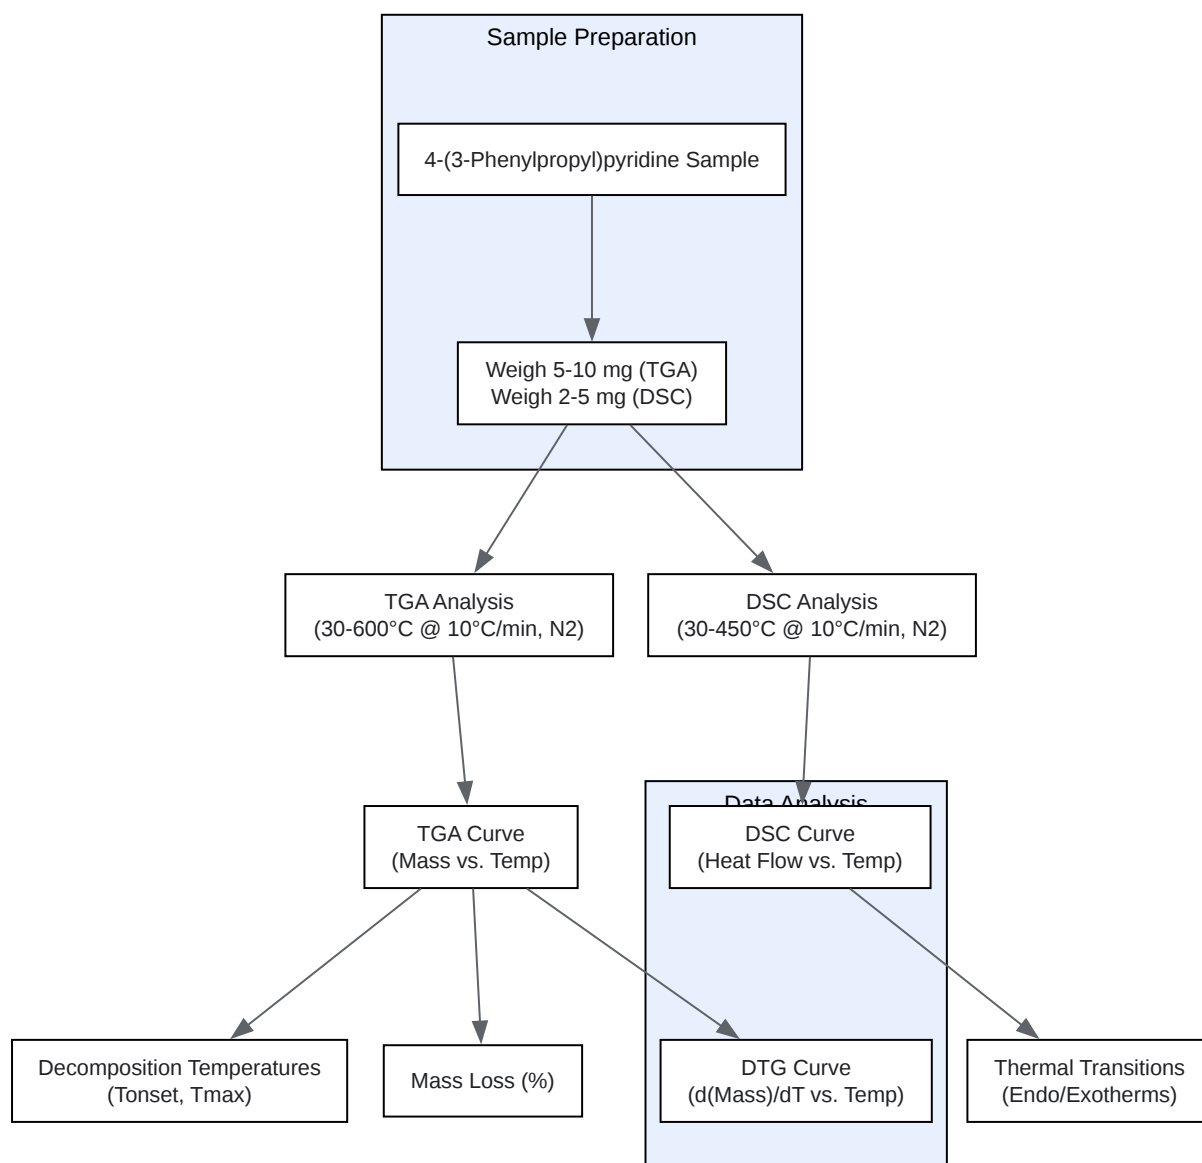 Sample Preparation
4-(3-Phenylpropyl)pyridine Sample
Weigh 5-10 mg (TGA)
Weigh 2-5 mg (DSC)
TGA Analysis
(30-600°C @ 10°C/min, N2)
DSC Analysis
(30-450°C @ 10°C/min, N2)
Data Analysis
TGA Curve
(Mass vs. Temp)
DSC Curve
(Heat Flow vs. Temp)
Decomposition Temperatures
(Tonset, Tmax)
Mass Loss (%)
DTG Curve
(d(Mass)/dT vs. Temp)
Thermal Transitions
(Endo/Exotherms)